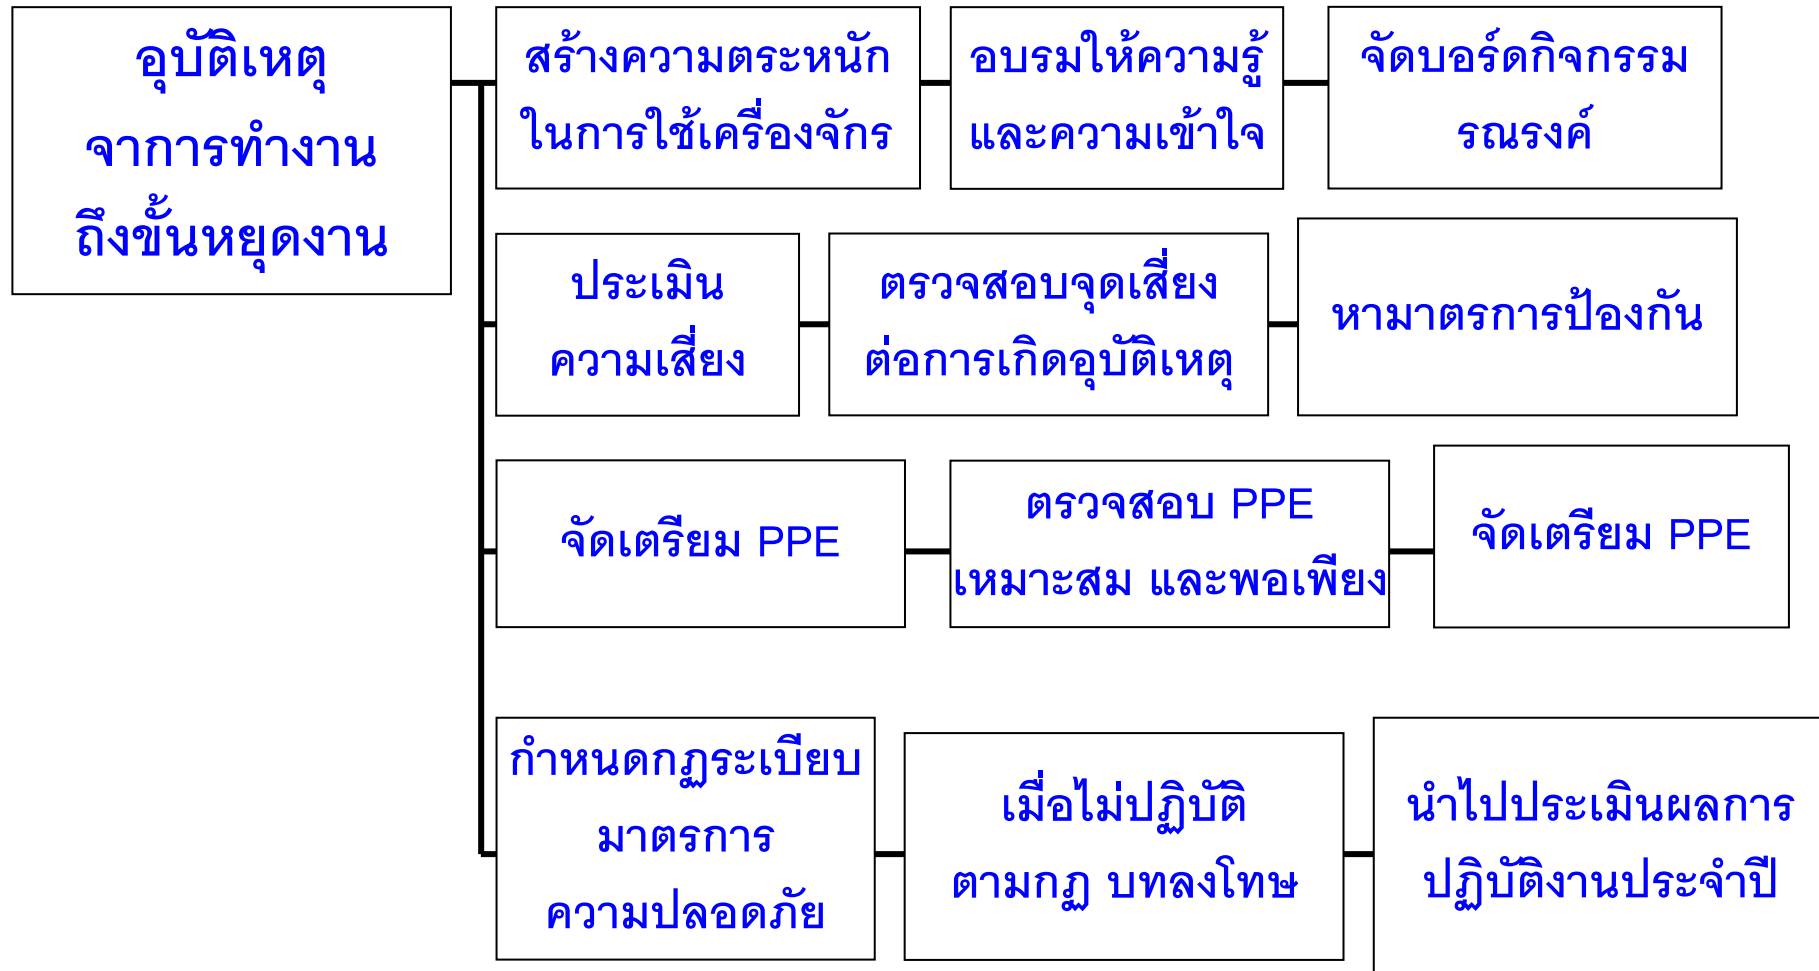 อุบัติเหตุ
จาการทำงาน
ถึงขั้นหยุดงาน
สร้างความตระหนัก
ในการใช้เครื่องจักร
อบรมให้ความรู้
และความเข้าใจ
จัดบอร์ดกิจกรรม
รณรงค์
ประเมิน
ความเสี่ยง
ตรวจสอบจุดเสี่ยง
ต่อการเกิดอุบัติเหตุ
หามาตรการป้องกัน
จัดเตรียม PPE
ตรวจสอบ PPE
เหมาะสม และพอเพียง
จัดเตรียม PPE
กำหนดกฏระเบียบ
มาตรการ
ความปลอดภัย
เมื่อไม่ปฏิบัติ
ตามกฏ บทลงโทษ
นำไปประเมินผลการ
ปฏิบัติงานประจำปี